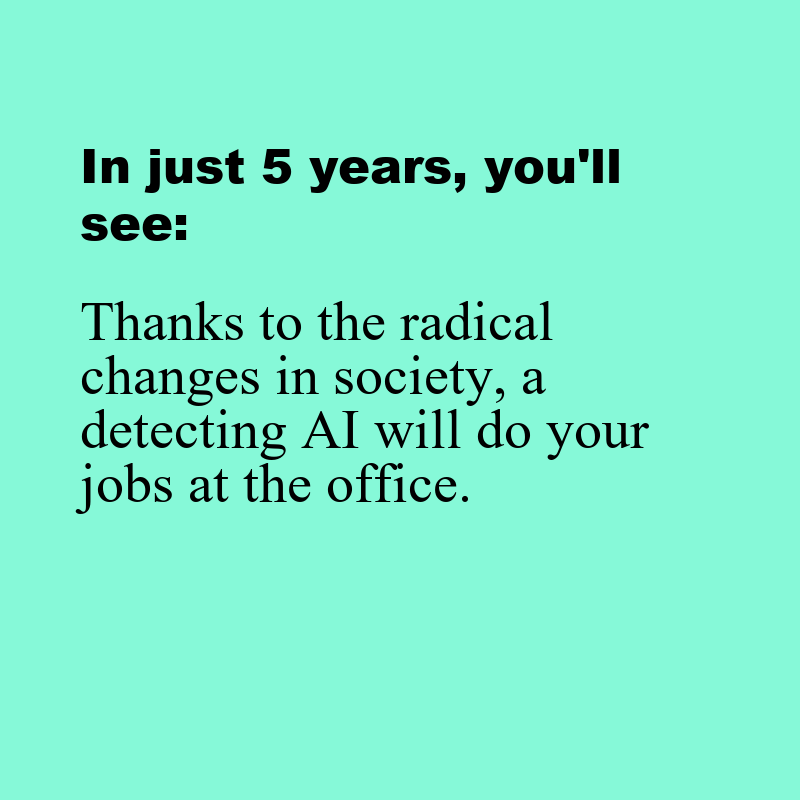 In just 5 years, you'll
see:
Thanks to the radical
changes in society, a
detecting AI will do your
jobs at the office.